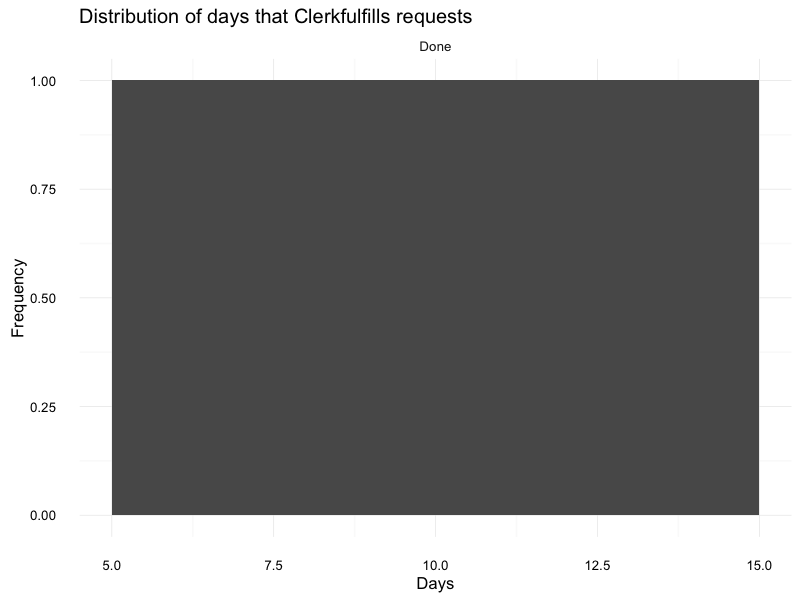 Distribution of days that Clerkfulfills requests
Done
1.00
0.75
0.50
0.25
0.00
Frequency
5.0 7.5 10.0 12.5 15.0
Days